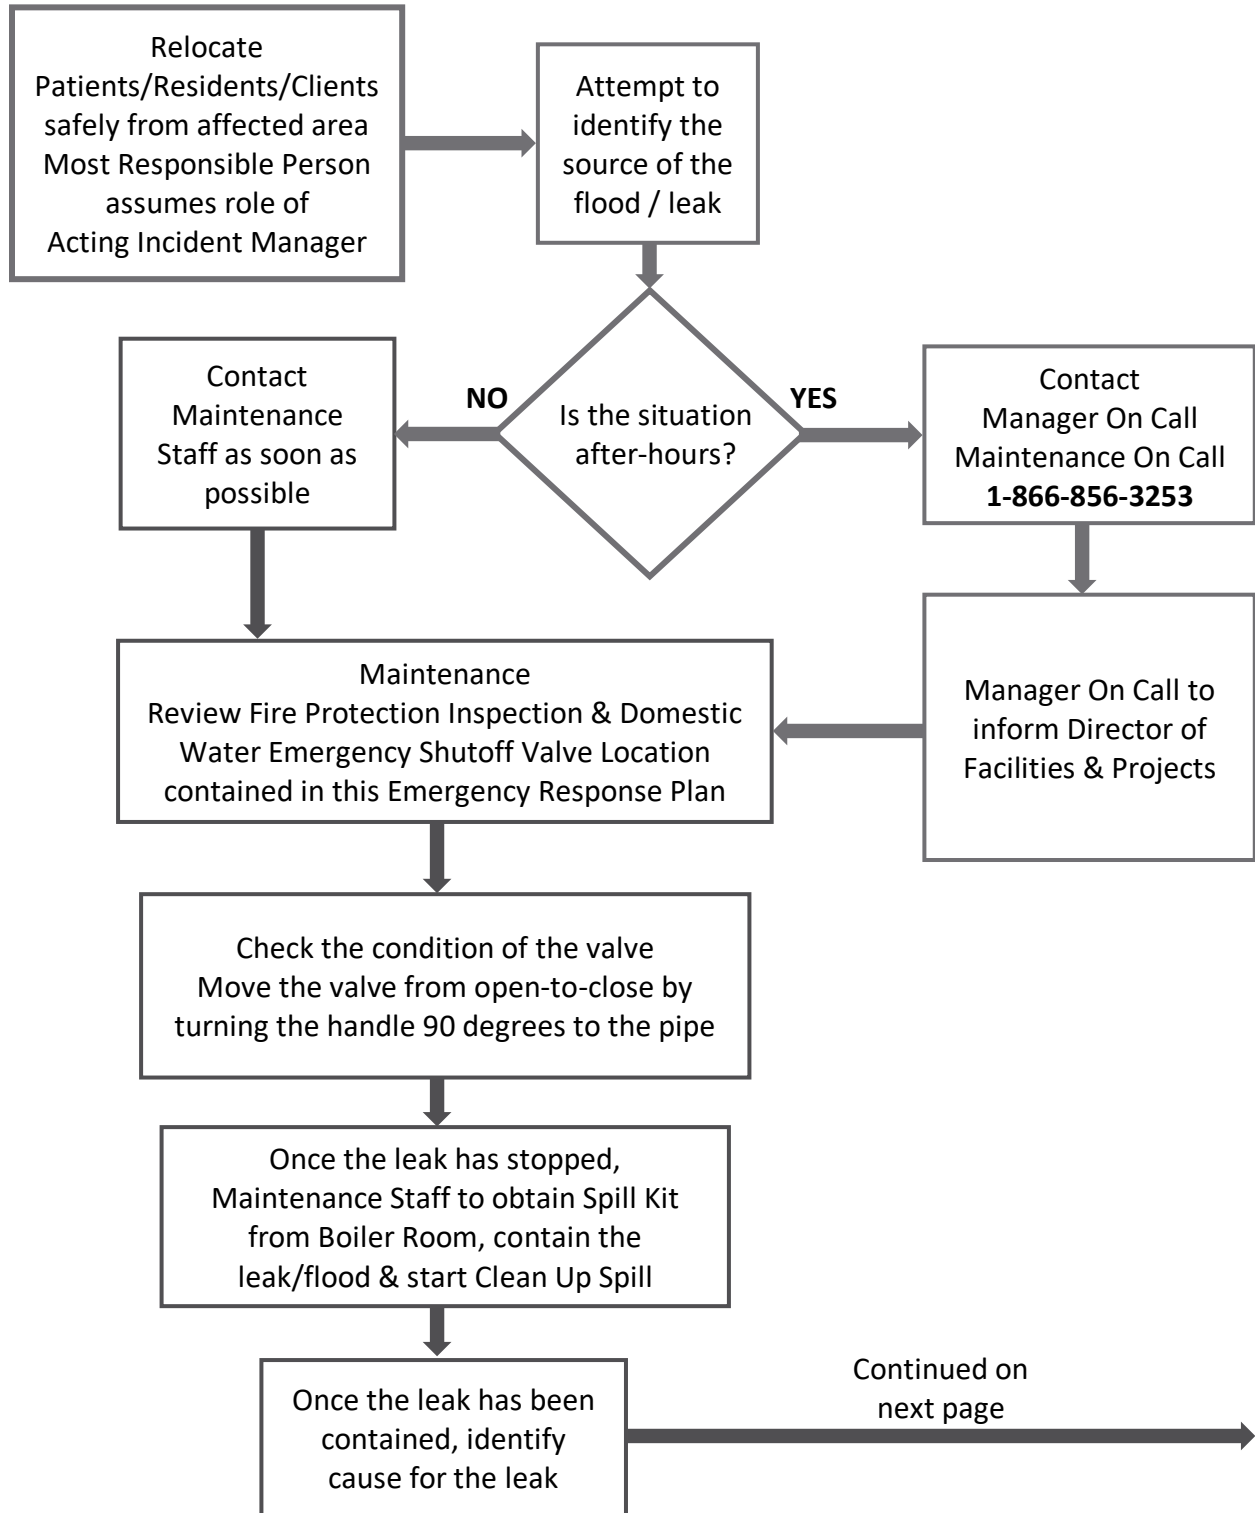 Relocate
Patients/Residents/Clients
safely from affected area
Most Responsible Person
assumes role of
Acting Incident Manager
Attempt to
identify the
source of the
flood / leak
Is the situation
after-hours?
NO
YES
Contact
Maintenance
Staff as soon as
possible
Contact
Manager On Call
Maintenance On Call
1-866-856-3253
Manager On Call to
inform Director of
Facilities & Projects
Maintenance
Review Fire Protection Inspection & Domestic
Water Emergency Shutoff Valve Location
contained in this Emergency Response Plan
Check the condition of the valve
Move the valve from open-to-close by
turning the handle 90 degrees to the pipe
Once the leak has stopped,
Maintenance Staff to obtain Spill Kit
from Boiler Room, contain the
leak/flood & start Clean Up Spill
Once the leak has been
contained, identify
cause for the leak
Continued on
next page